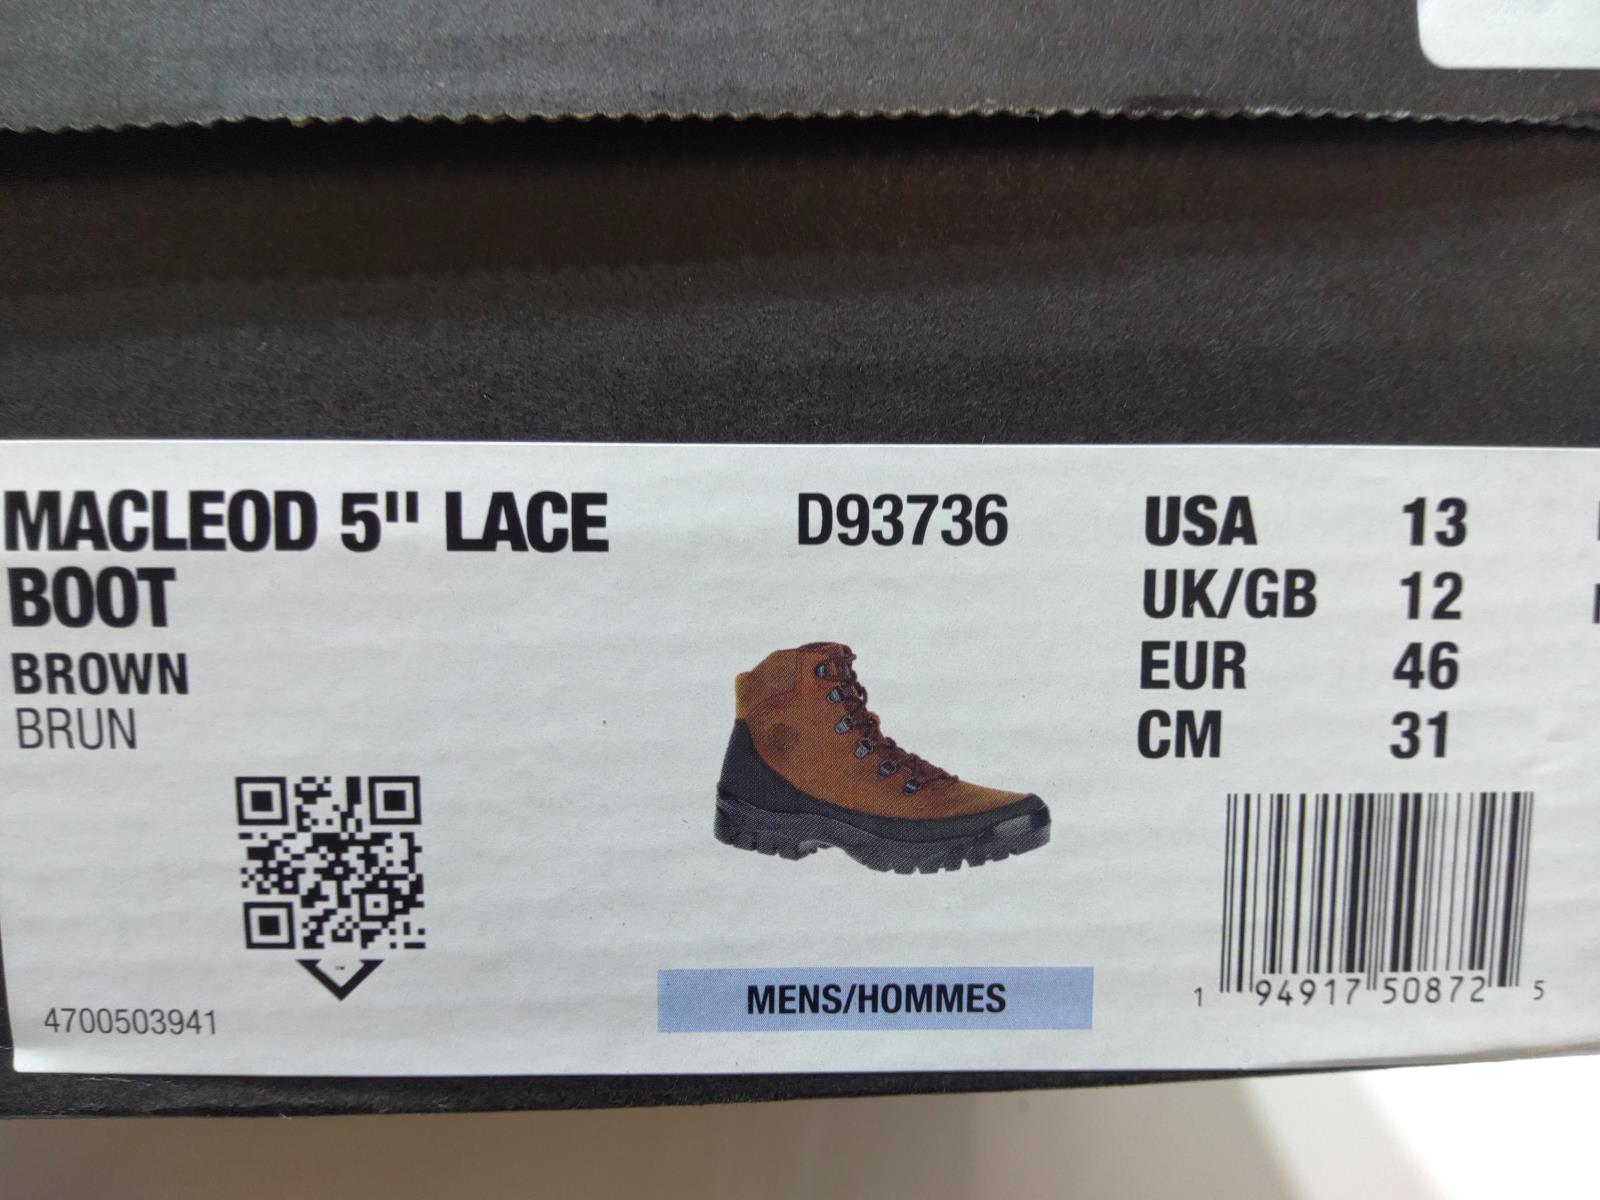 MACLEOD 5" LACE
BOOT
BROWN
BRUN
4700503941
D93736
MENS/HOMMES
USA 13
UK/GB 12
EUR 46
CM 31
1 94917 50872 5